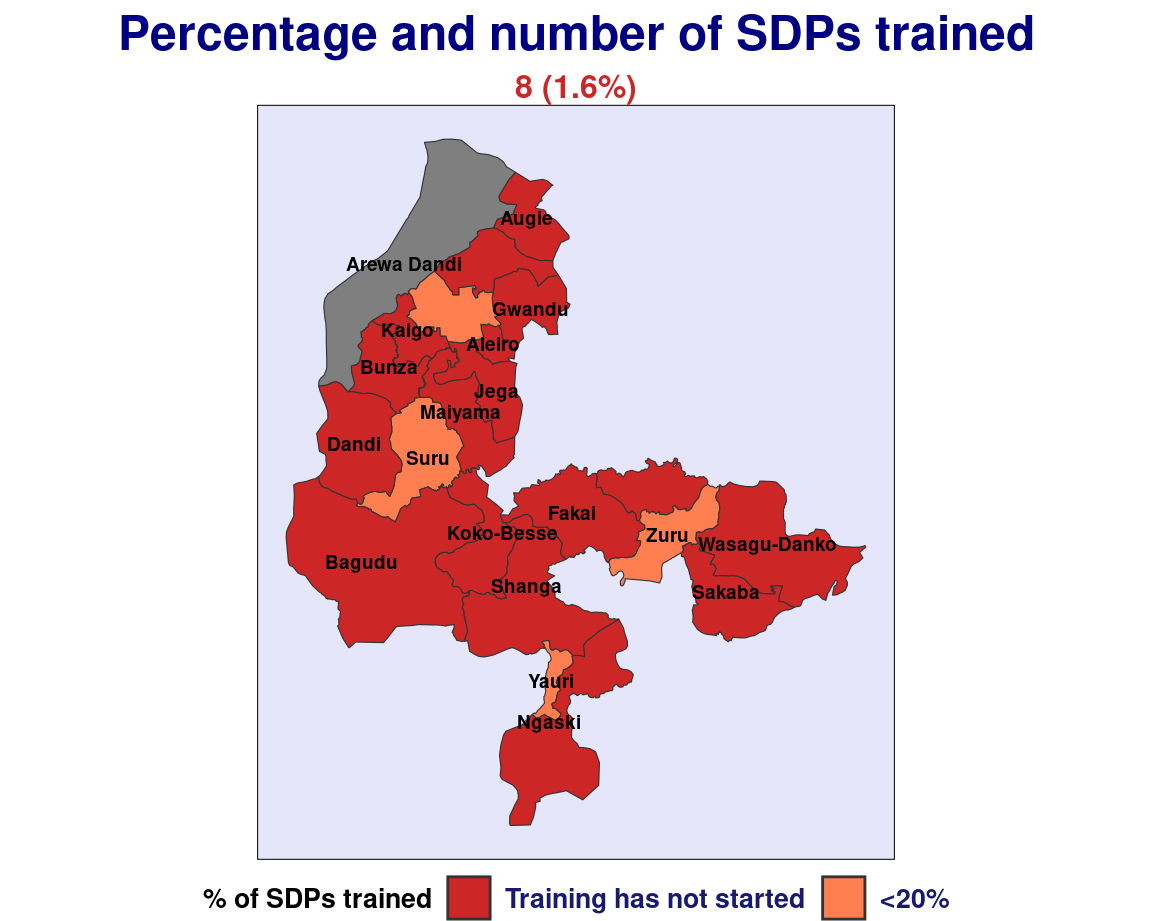 Percentage and number of SDPs trained
8 (1.6%)
Augie
Arewa Dandi
Gwandu
Kalgo
Aleiro
Bunza
Jega
Maiyama
Dandi
Suru
Fakai
Koko-Besse
Zuru
Wasagu-Danko
Bagudu
Shanga
Sakaba
Yauri
Ngaski
% of SDPs trained Training has not started <20%